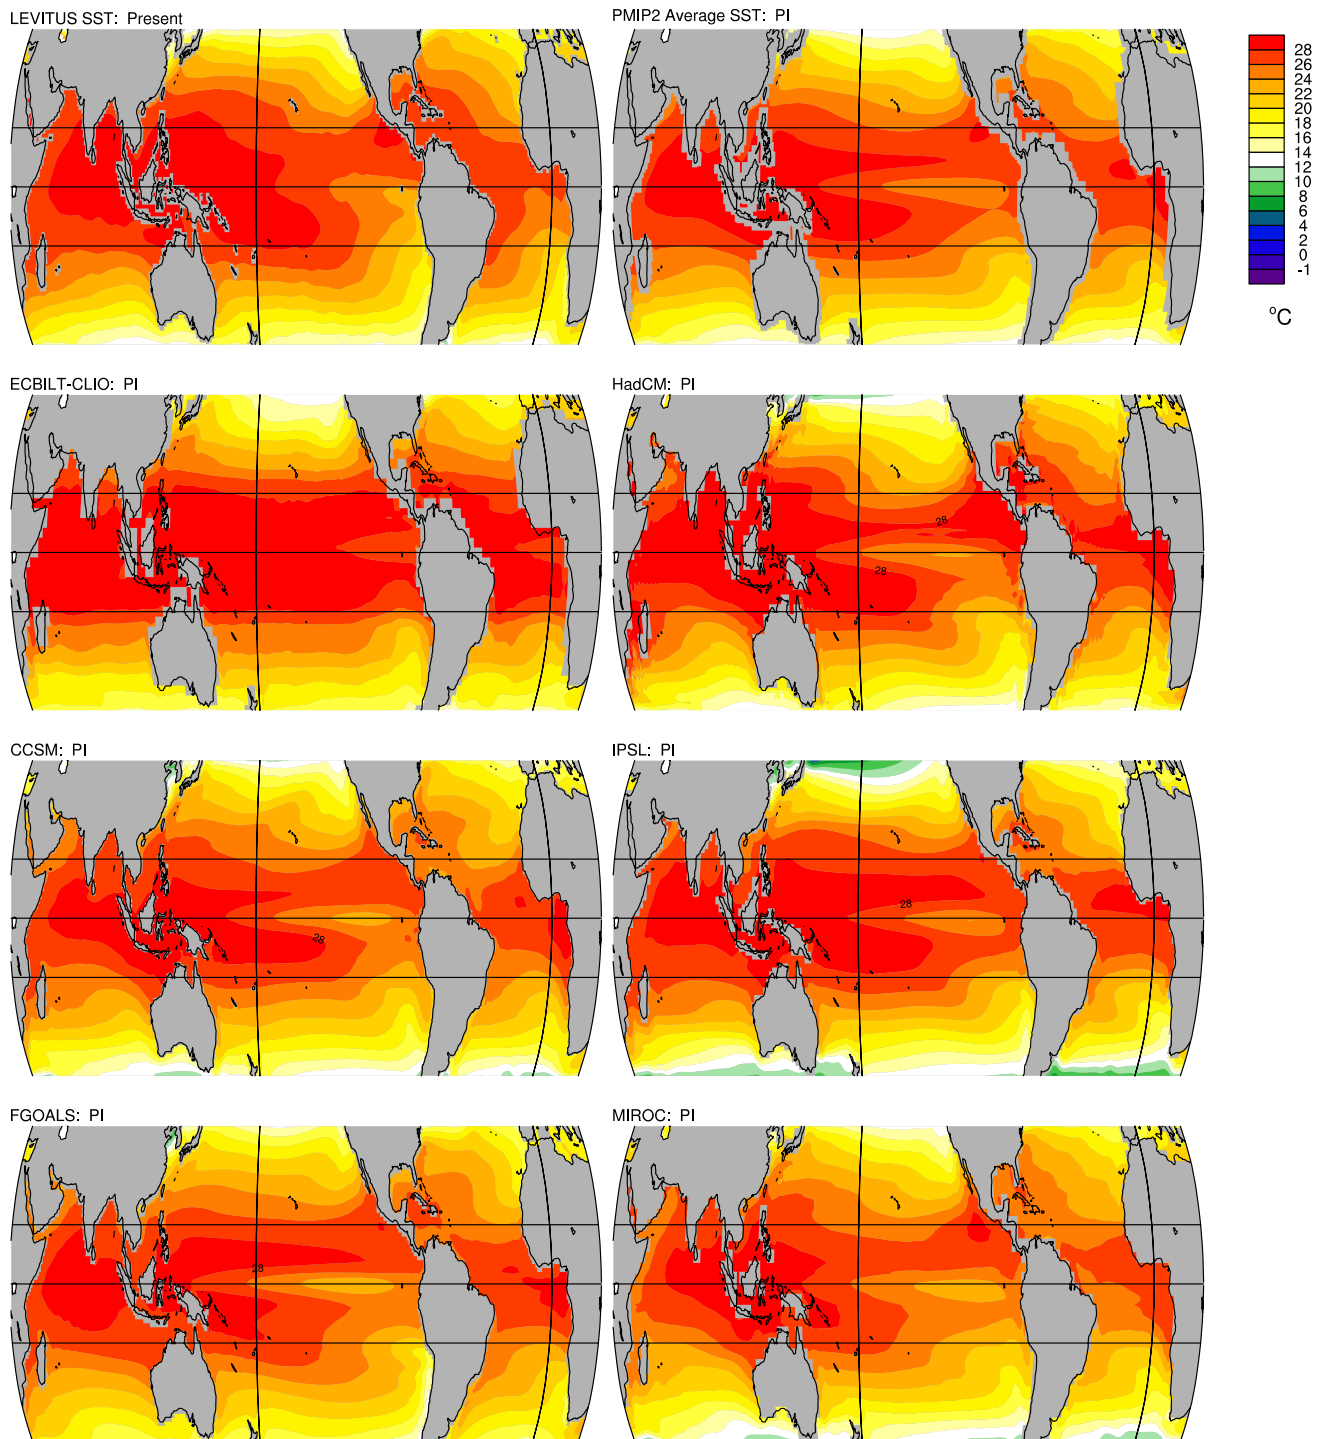 LEVITUS SST: Present
PMIP2 Average SST: PI
28
26
24
22
20
18
16
14
12
10
8
6
4
2
0
-1
°C
ECBILT-CLIO: PI
HadCM: PI
28
28
CCSM: PI
IPSL: PI
28
28
FGOALS: PI
MIROC: PI
28